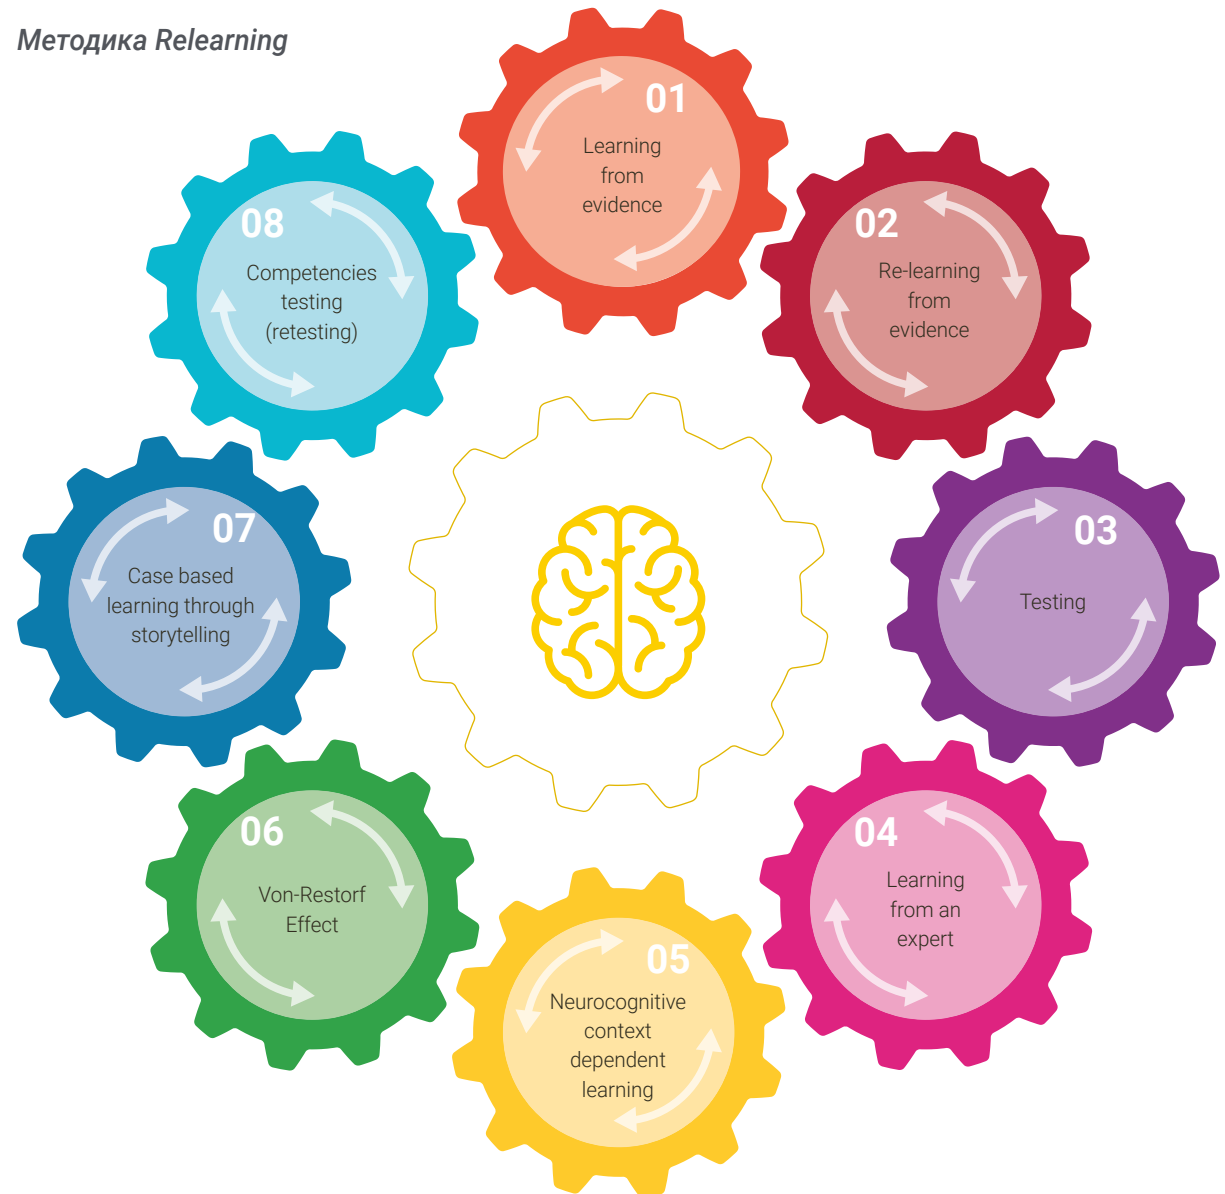 Методика Relearning
01
Learning
from
evidence
02
Re-learning
from
evidence
03
Testing
04
Learning
from an
expert
05
Neurocognitive
context
dependent
learning
06
Von-Restorf
Effect
07
Case based
learning through
storytelling
08
Competencies
testing
(retesting)